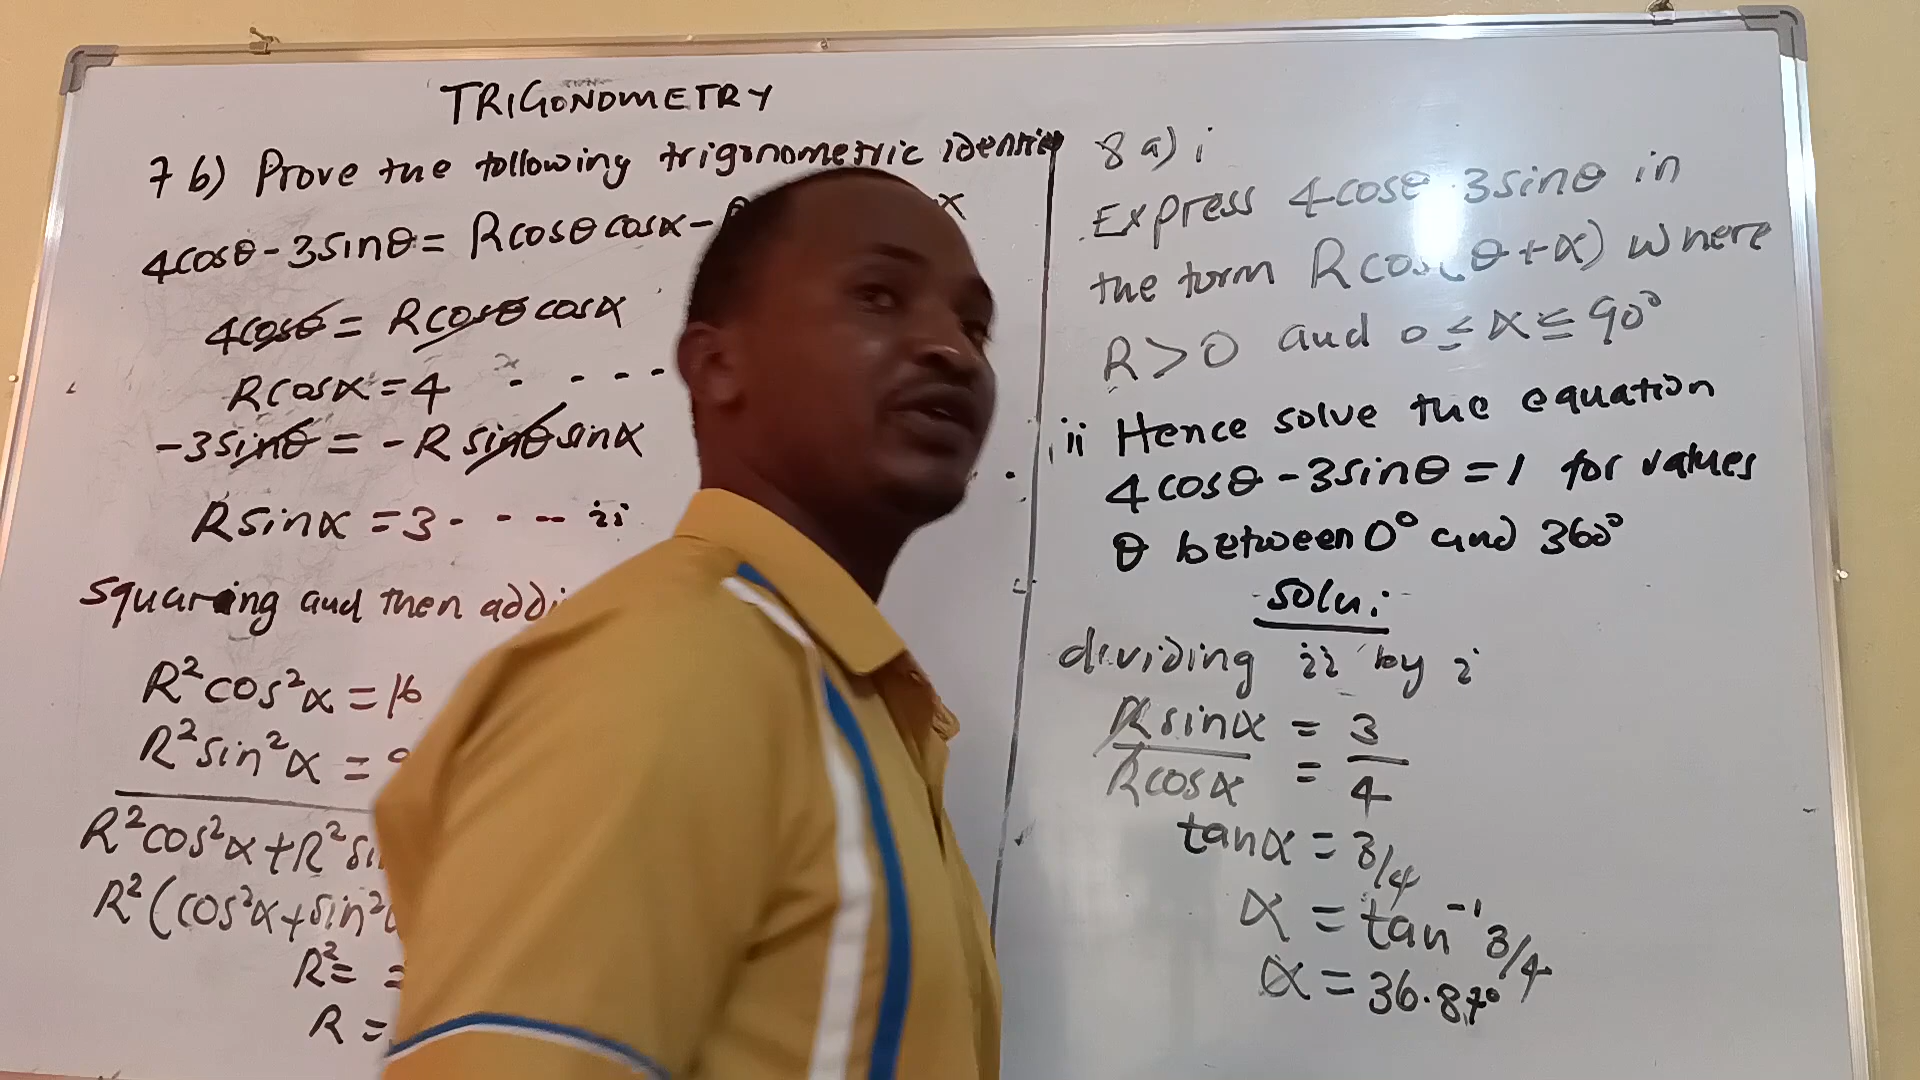 TRIGONOMETRY
7 b) Prove the following trigonometric identity
4cosθ - 3sinθ = Rcosθ cosα -
4cosθ = Rcosθ cosα
Rcosα = 4 - - - -
-3sinθ = -R sinθ sinα
Rsinα = 3 - - -- ii
squaring and then
R²cos²α = 16
R²sin²α =
R²cos²α + R²
R²(cos²α + sin²
R² =
R =
8 a) i
Express 4cosθ 3sinθ in
the form Rcos(θ+α) where
R > 0 and 0 ≤ α ≤ 90°
ii Hence solve the equation
4cosθ - 3sinθ = 1 for values
θ between 0° and 360°
Soln:
dividing ii by i
Rsinα = 3
Rcosα = 4
tanα = 3/4
α = tan⁻¹ 3/4
α = 36.87°